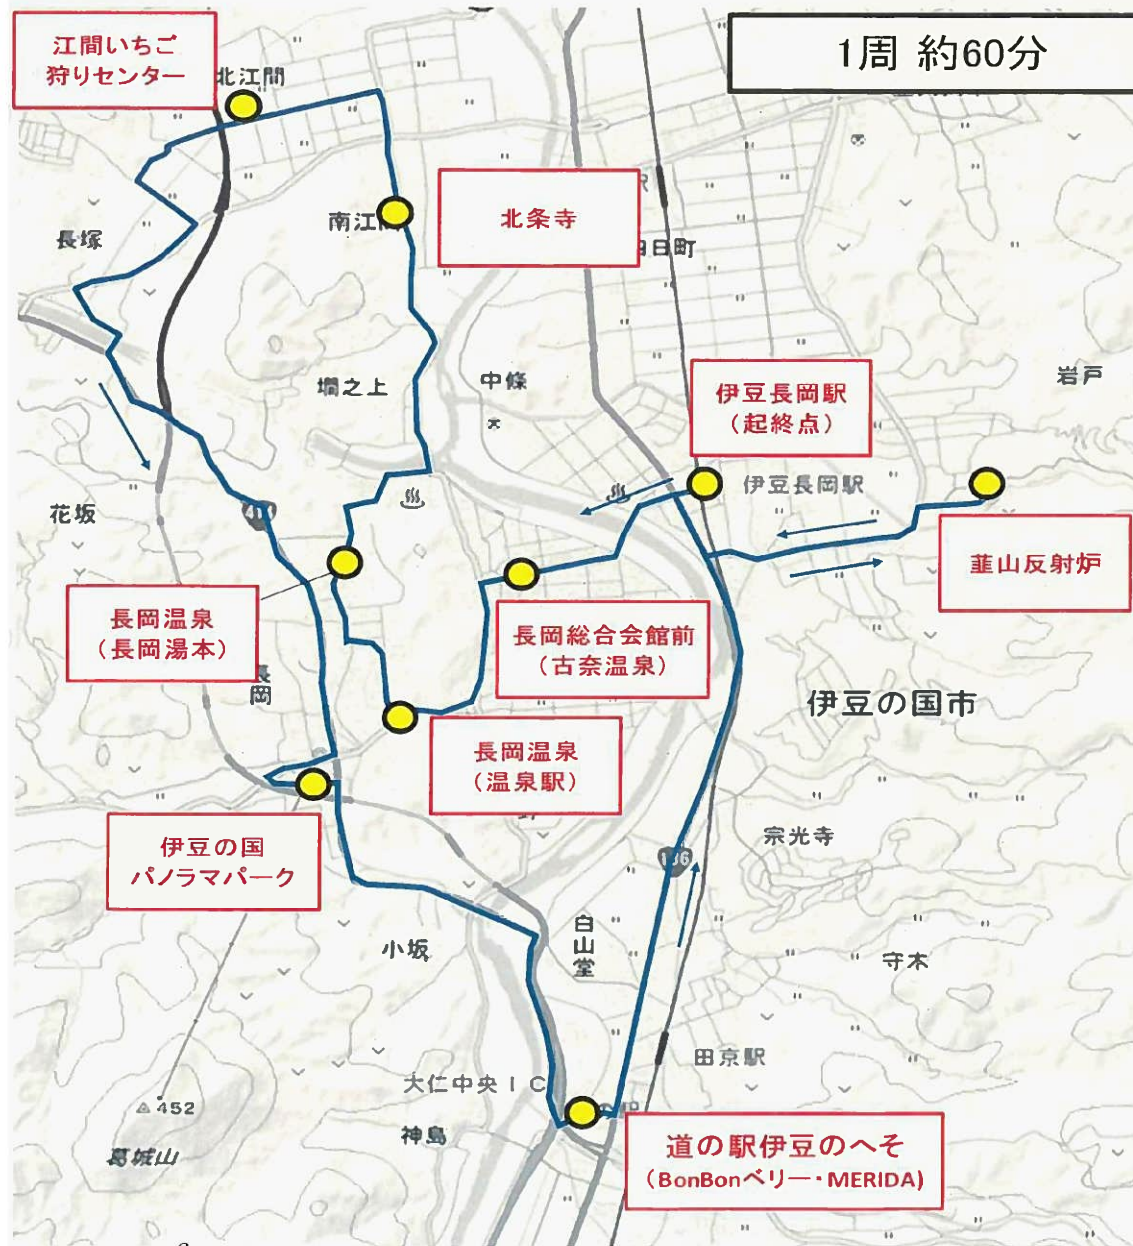 江間いちご
狩りセンター
北江間
1周 約60分
南江
北条寺
長塚
日町
中條
墹之上
岩戸
伊豆長岡駅
（起終点）
伊豆長岡駅
花坂
414
韮山反射炉
長岡温泉
（長岡湯本）
長岡総合会館前
（古奈温泉）
長岡
伊豆の国市
長岡温泉
（温泉駅）
伊豆の国
パノラマパーク
宗光寺
136
白山堂
小坂
守木
田京駅
大仁中央IC
452
神島
葛城山
道の駅伊豆のへそ
（BonBonベリー・MERIDA)